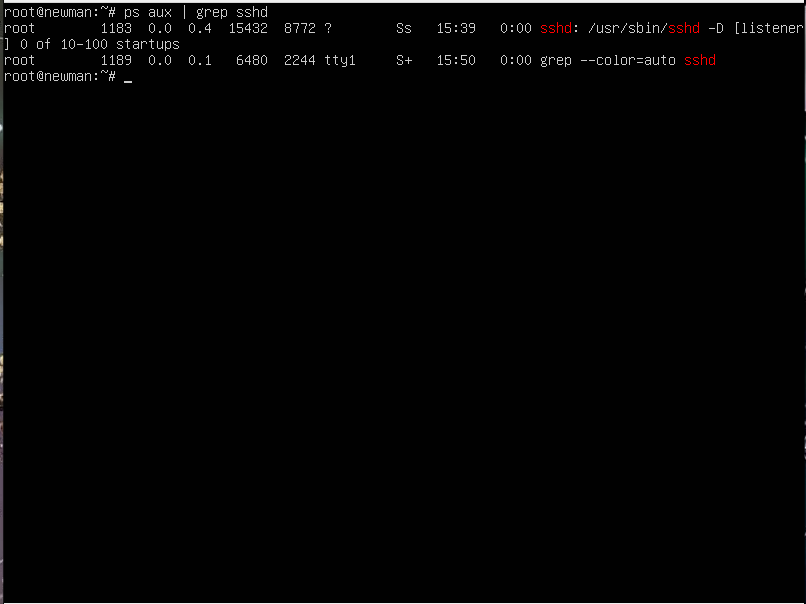 root@newman:~# ps aux | grep sshd
root        1183  0.0  0.4  15432  8772 ?        Ss   15:39   0:00 sshd: /usr/sbin/sshd -D [listener
] 0 of 10-100 startups
root        1189  0.0  0.1   6480  2244 tty1     S+   15:50   0:00 grep --color=auto sshd
root@newman:~# _